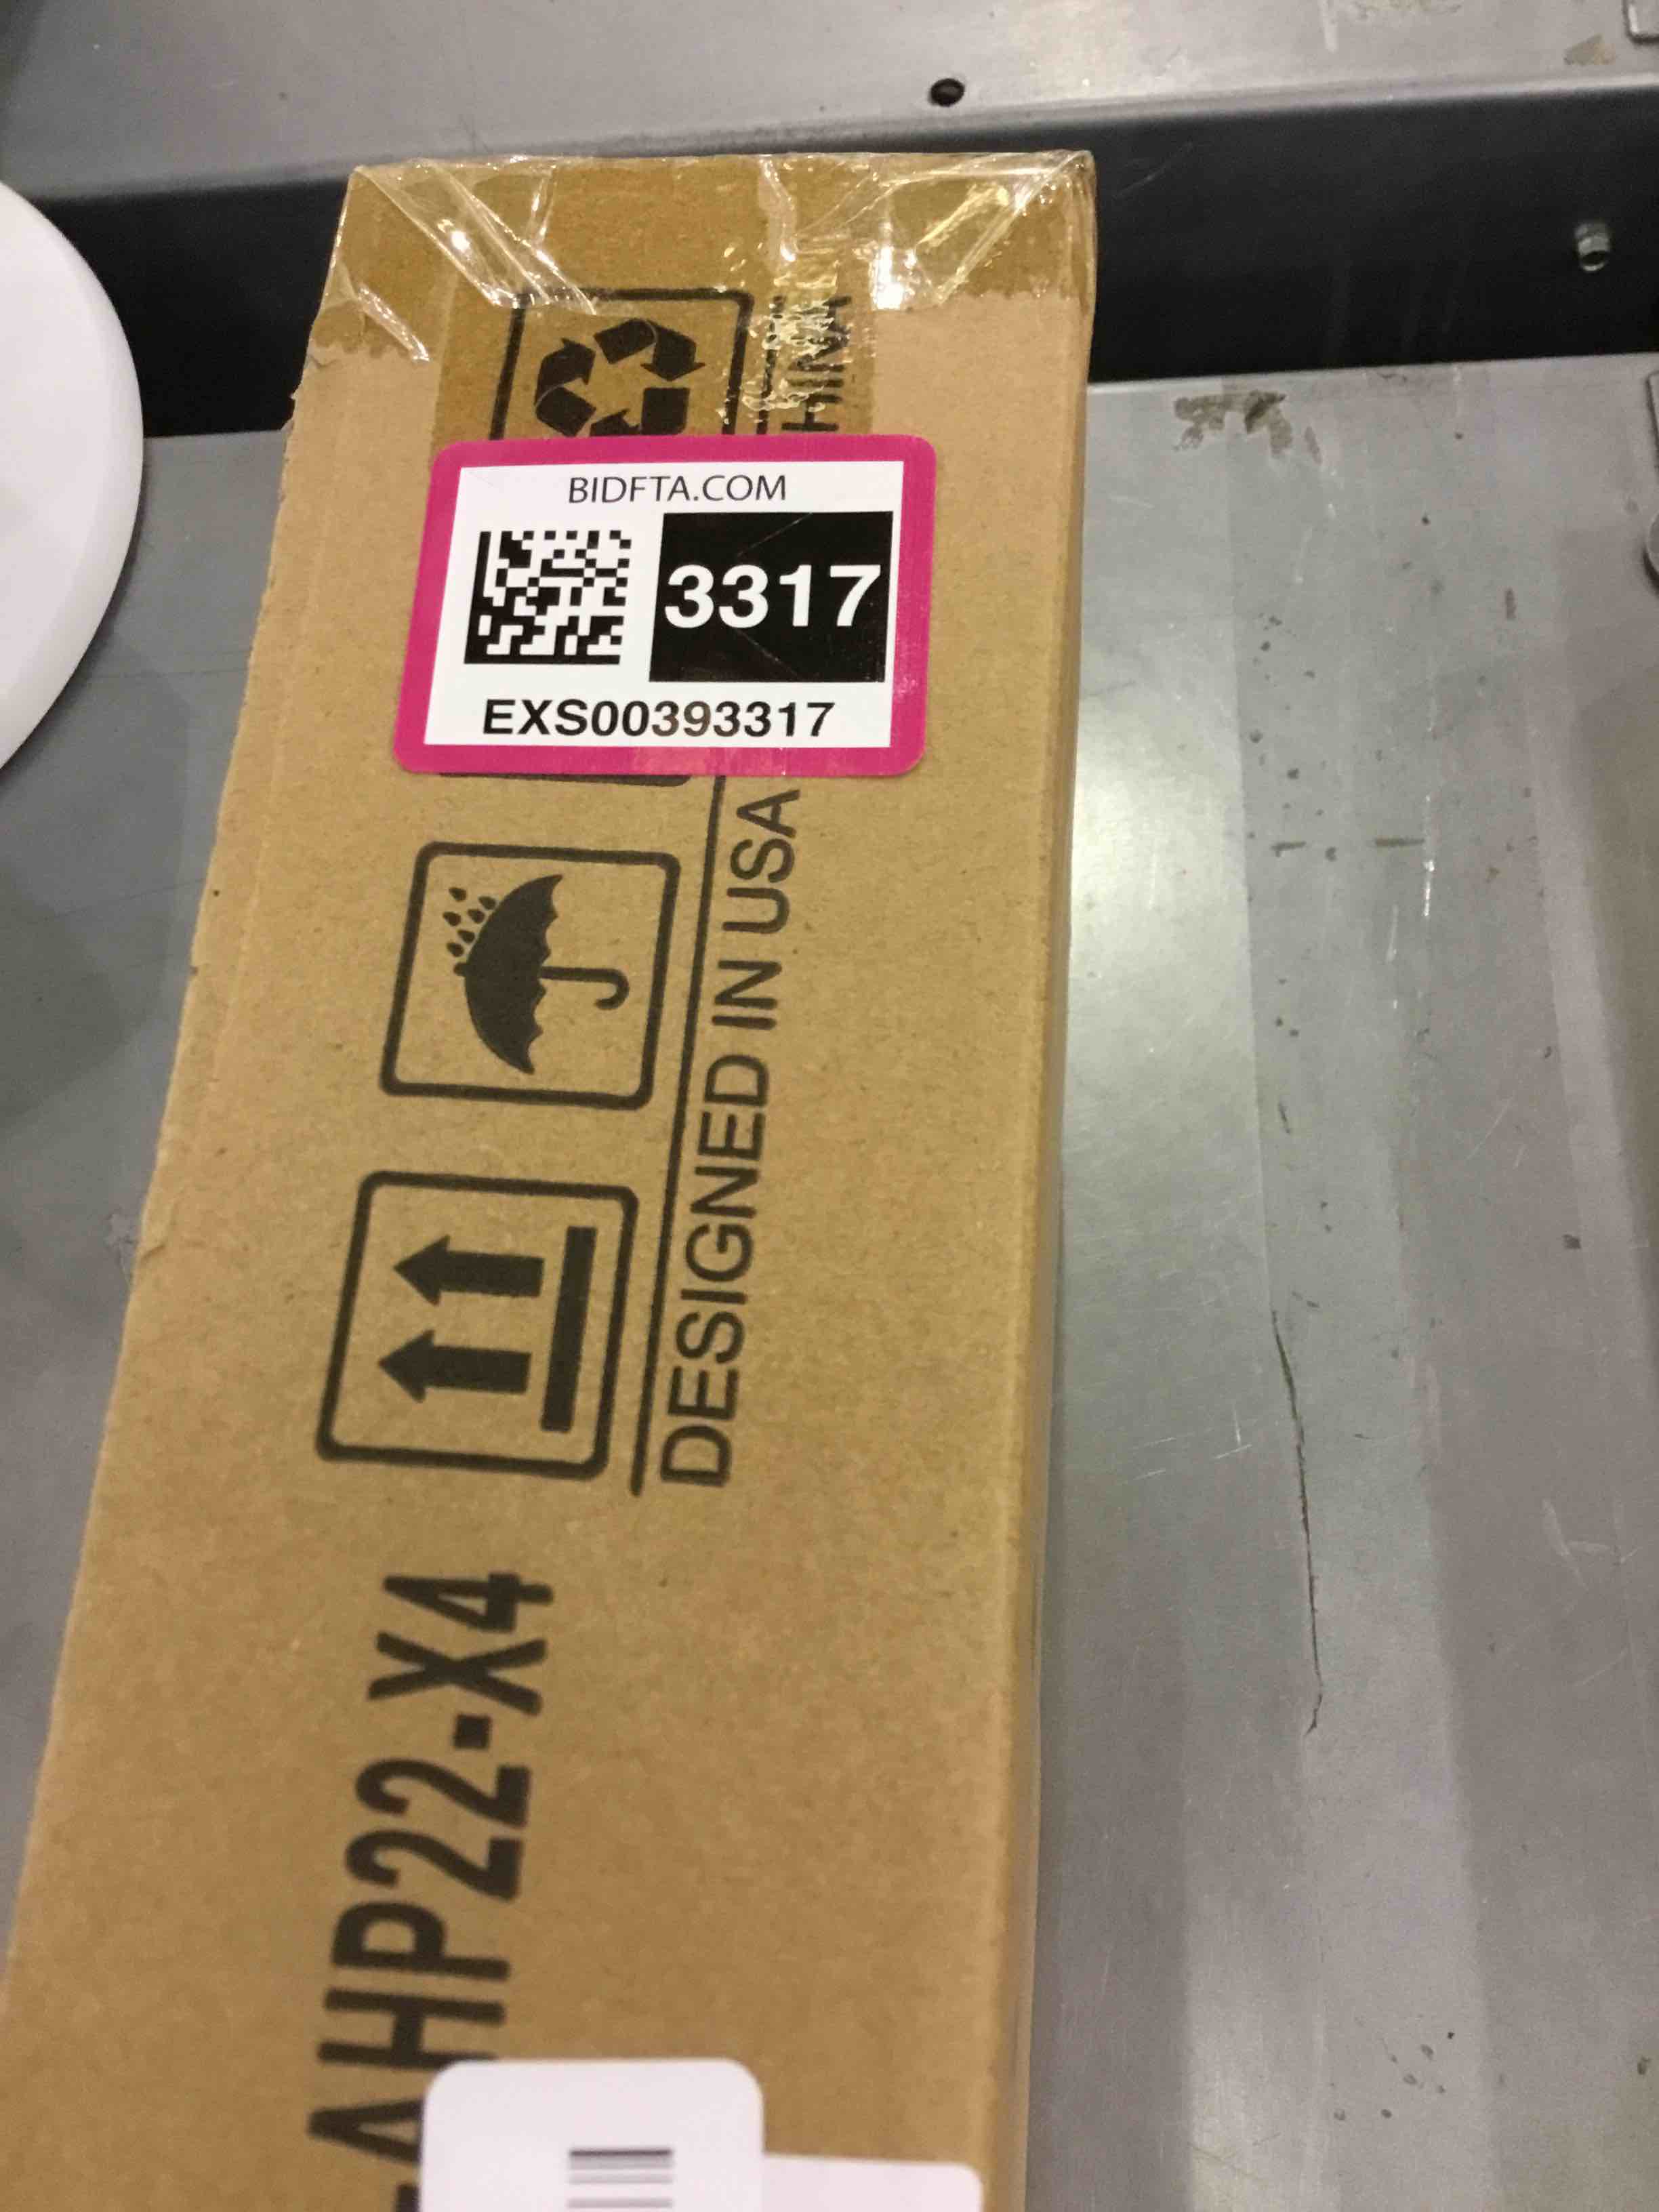 BIDFTA.COM
3317
EXS00393317
DESIGNED IN USA
AHP22-X4